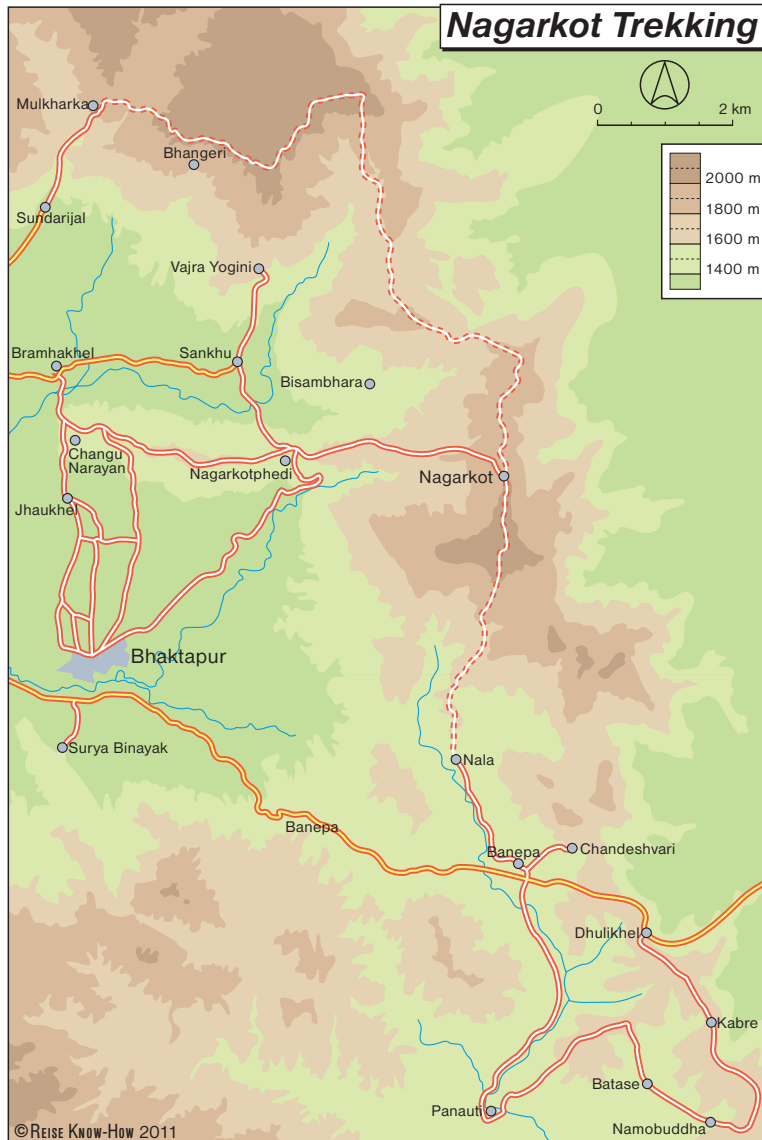 Nagarkot Trekking
0 2 km
2000 m
1800 m
1600 m
1400 m
Mulkharka
Bhangeri
Sundarijal
Vajra Yogini
Bramhakhel
Sankhu
Bisambhara
Changu
Narayan
Nagarkotphedi
Nagarkot
Jhaukhel
Bhaktapur
Surya Binayak
Nala
Banepa
Banepa
Chandeshvari
Dhulikhel
Kabre
Batase
Panauti
Namobuddha
© REISE KNOW-HOW 2011